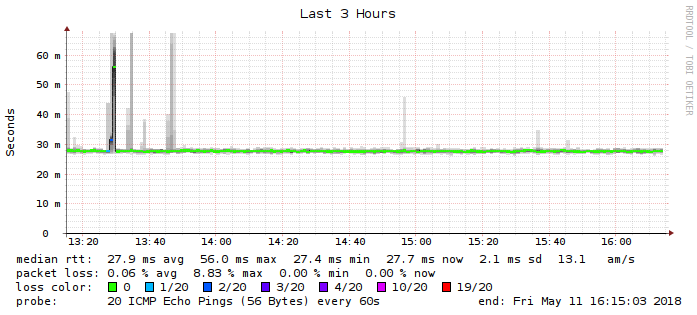 Last 3 Hours
RRDTOOL / TOBI OETIKER
Seconds
60 m
50 m
40 m
30 m
20 m
10 m
0
13:20 13:40 14:00 14:20 14:40 15:00 15:20 15:40 16:00
median rtt: 27.9 ms avg 56.0 ms max 27.4 ms min 27.7 ms now 2.1 ms sd 13.1 am/s
packet loss: 0.06 % avg 8.83 % max 0.00 % min 0.00 % now
loss color: 0 1/20 2/20 3/20 4/20 10/20 19/20
probe: 20 ICMP Echo Pings (56 Bytes) every 60s end: Fri May 11 16:15:03 2018